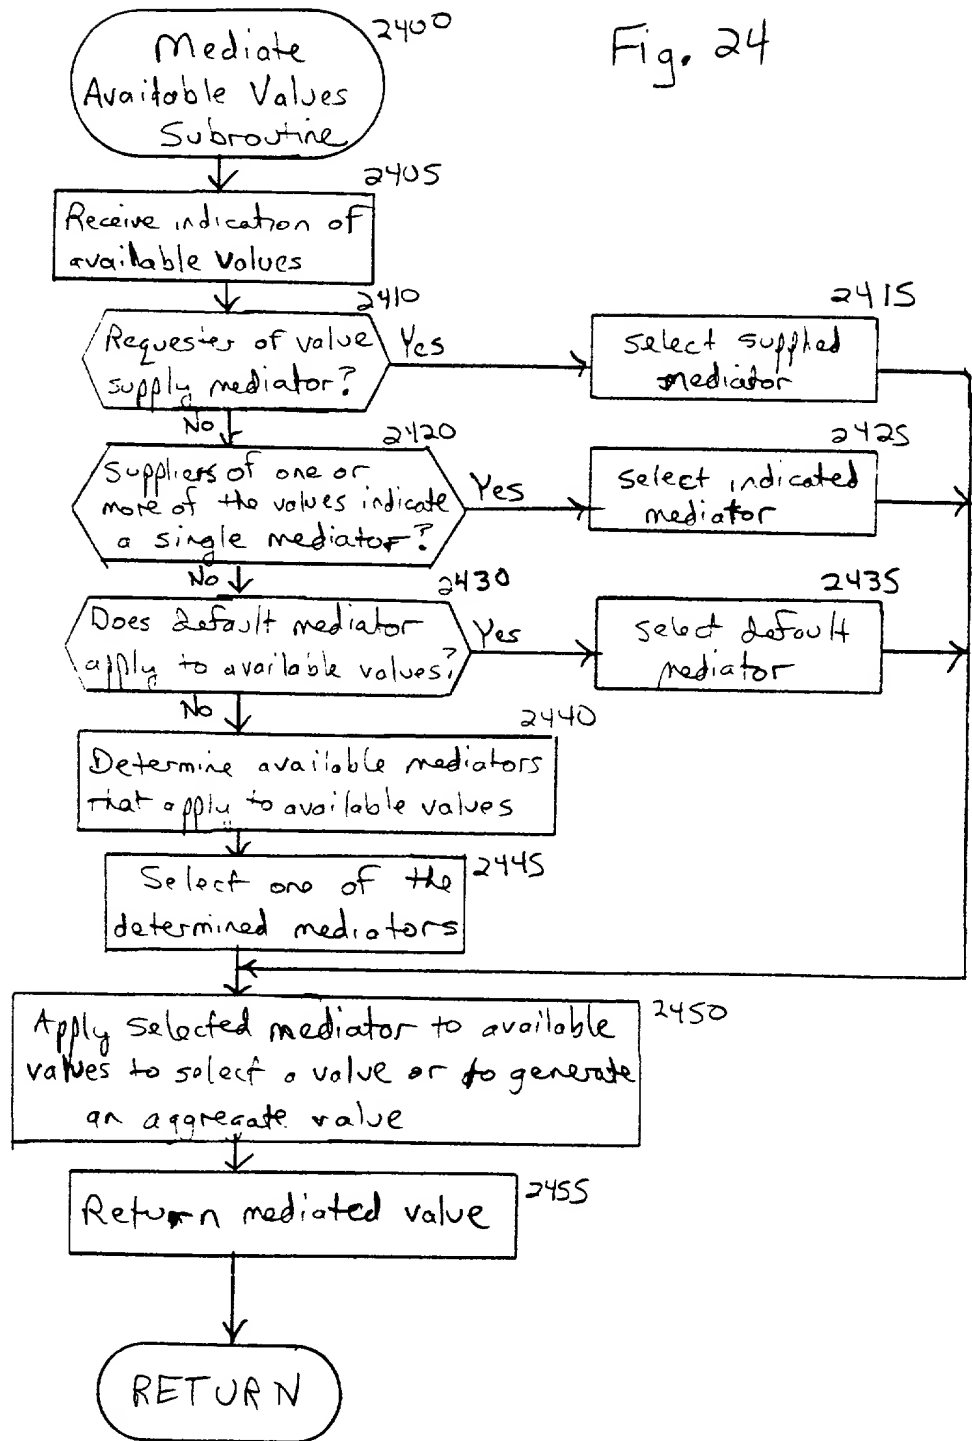 Fig. 24
2400
Mediate
Available Values
Subroutine
2405
Receive indication of
available values
2410
Requester of value
supply mediator?
Yes
2415
select supplied
mediator
No
2420
Suppliers of one or
more of the values indicate
a single mediator?
Yes
2425
select indicated
mediator
No
2430
Does default mediator
apply to available values?
Yes
2435
select default
mediator
No
2440
Determine available mediators
that apply to available values
2445
Select one of the
determined mediators
2450
Apply selected mediator to available
values to select a value or to generate
an aggregate value
2455
Return mediated value
RETURN